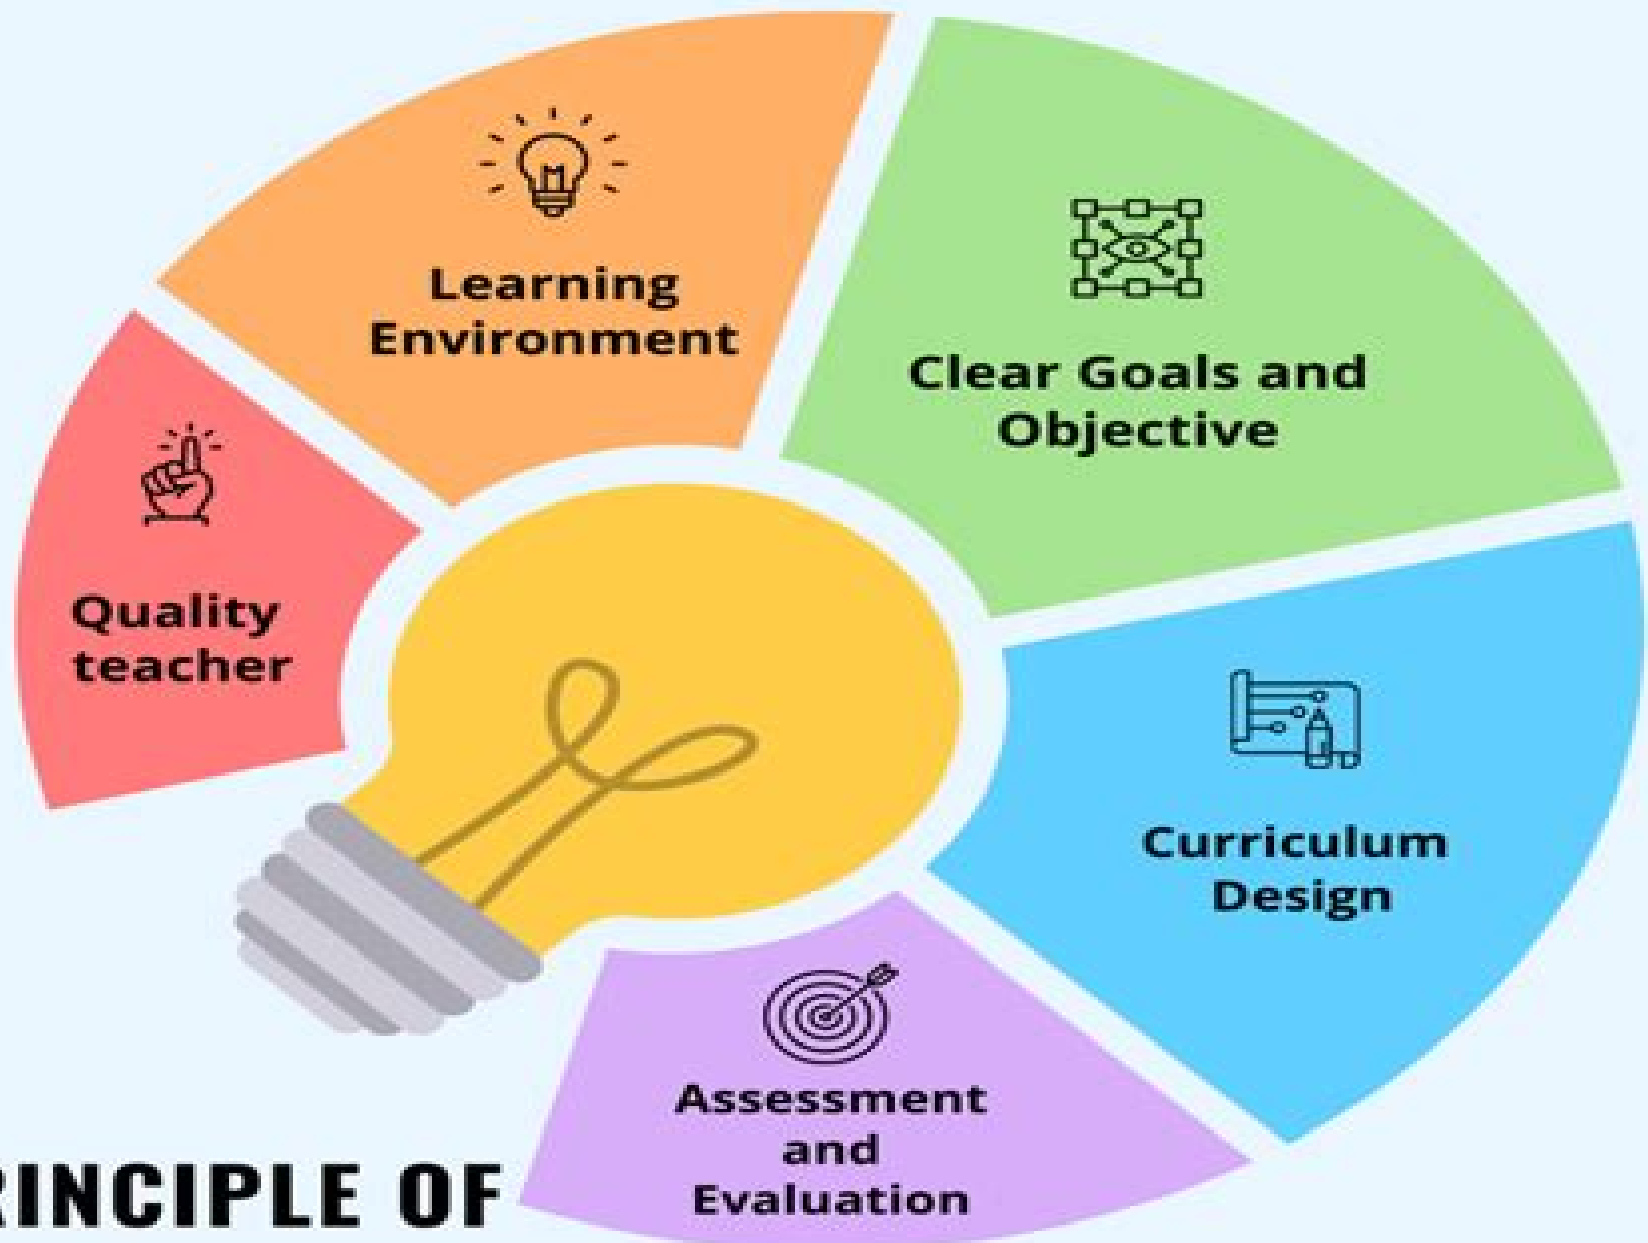 Learning
Environment
Clear Goals and
Objective
Quality
teacher
Curriculum
Design
Assessment
and
Evaluation
RINCIPLE OF